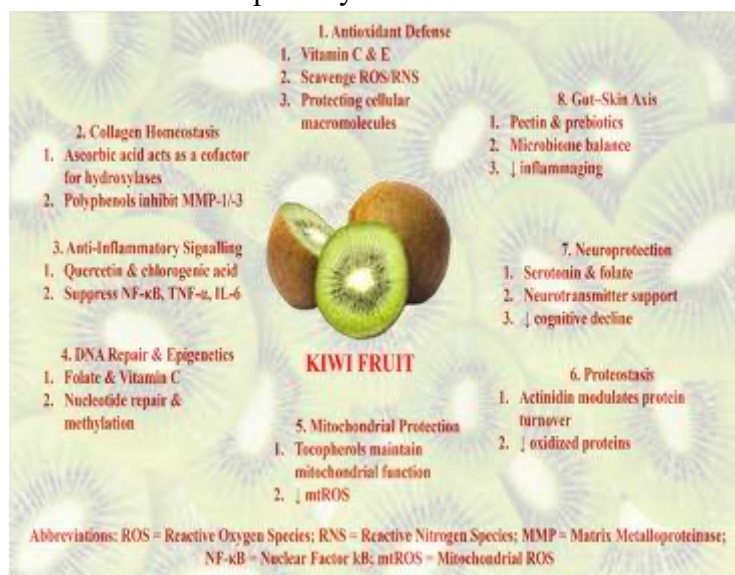 1. Antioxidant Defense
1. Vitamin C & E
2. Scavenge ROS/RNS
3. Protecting cellular
macromolecules
2. Collagen Homeostasis
1. Ascorbic acid acts as a cofactor
for hydroxylases
2. Polyphenols inhibit MMP-1/-3
3. Anti-Inflammatory Signalling
1. Quercetin & chlorogenic acid
2. Suppress NF-κB, TNF-α, IL-6
4. DNA Repair & Epigenetics
1. Folate & Vitamin C
2. Nucleotide repair &
methylation
KIWI FRUIT
5. Mitochondrial Protection
1. Tocopherols maintain
mitochondrial function
2. ↓ mtROS
6. Proteostasis
1. Actinidin modulates protein
turnover
2. ↓ oxidized proteins
7. Neuroprotection
1. Serotonin & folate
2. Neurotransmitter support
3. ↓ cognitive decline
8. Gut–Skin Axis
1. Pectin & prebiotics
2. Microbiome balance
3. ↓ inflammaging
Abbreviations: ROS = Reactive Oxygen Species; RNS = Reactive Nitrogen Species; MMP = Matrix Metalloproteinase;
NF-κB = Nuclear Factor kB; mtROS = Mitochondrial ROS